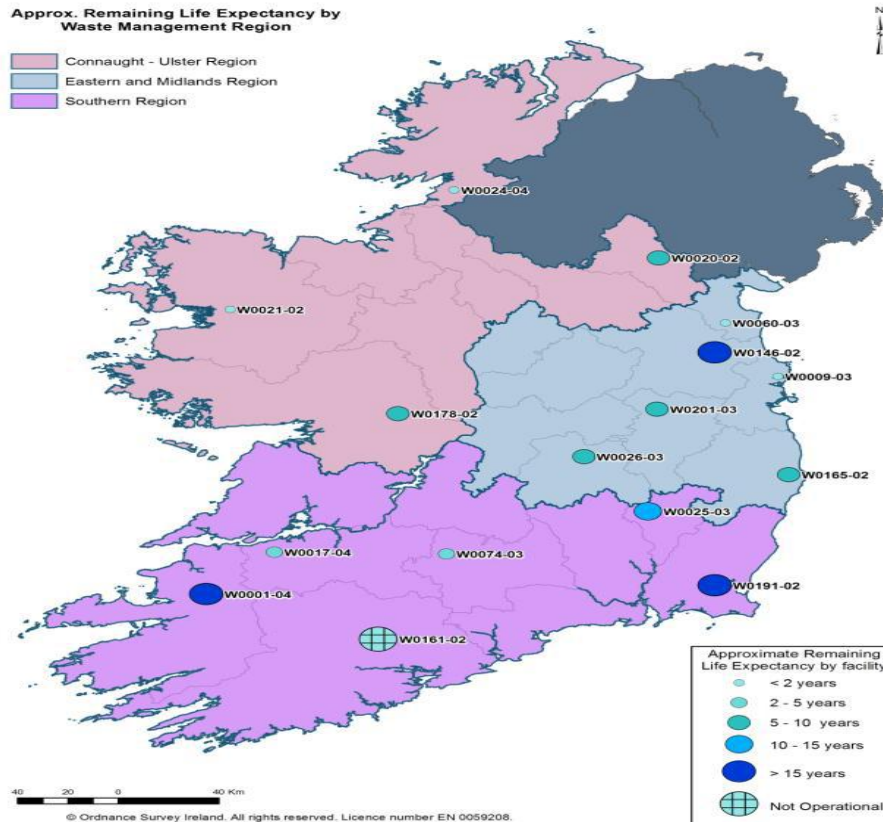 Approx. Remaining Life Expectancy by
Waste Management Region
N
Connaught - Ulster Region
Eastern and Midlands Region
Southern Region
W0024-04
W0020-02
W0021-02
W0060-03
W0146-02
W0009-03
W0178-02
W0201-03
W0026-03
W0165-02
W0025-03
W0017-04
W0074-03
W0001-04
W0191-02
W0161-02
Approximate Remaining
Life Expectancy by facility
< 2 years
2 - 5 years
5 - 10 years
10 - 15 years
> 15 years
Not Operational
40 20 0 40 Km
© Ordnance Survey Ireland. All rights reserved. Licence number EN 0059208.